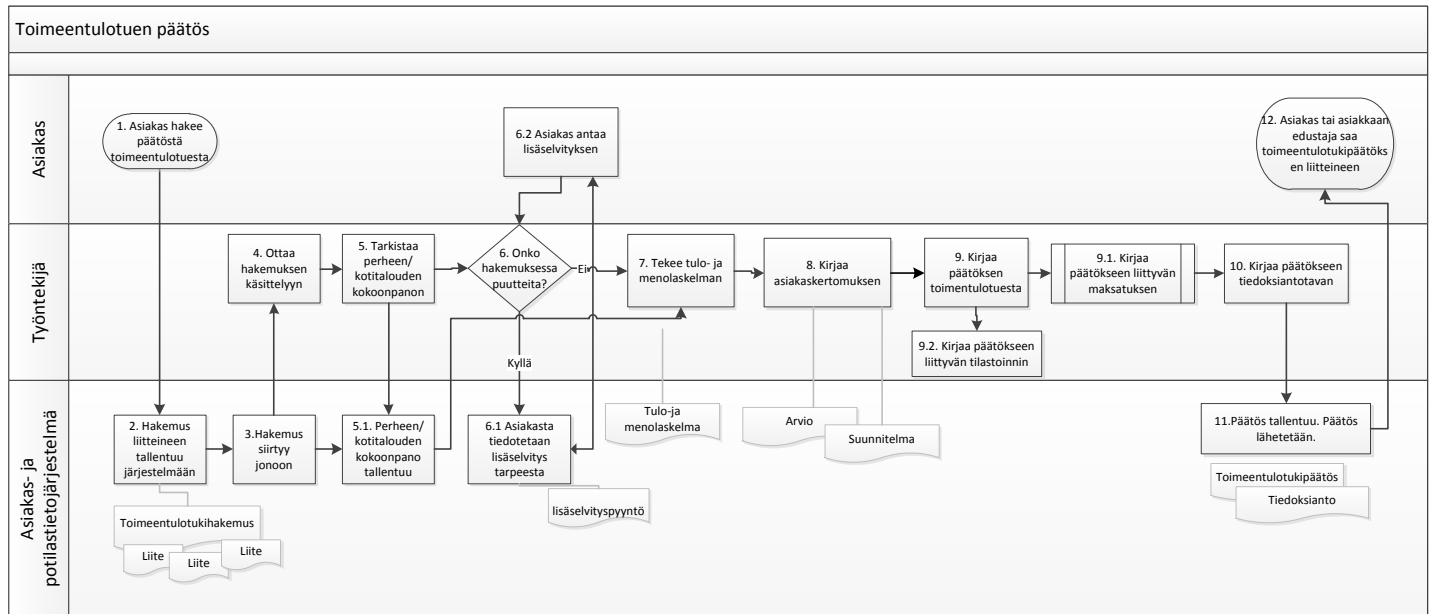 Toimeentulotuen päätös
Asiakas
1. Asiakas hakee
päätöstä
toimeentulotuesta
6.2 Asiakas antaa
lisäselvityksen
12. Asiakas tai asiakkaan
edustaja saa
toimeentulotukipäätöks
en liitteineen
Työntekijä
4. Ottaa
hakemuksen
käsittelyyn
5. Tarkistaa
perheen/
kotitalouden
kokoonpanon
6. Onko
hakemuksessa
puutteita?
Ei
Kyllä
7. Tekee tulo- ja
menolaskelman
8. Kirjaa
asiakaskertomuksen
9. Kirjaa
päätöksen
toimentulotuesta
9.1. Kirjaa
päätökseen liittyvän
maksatuksen
10. Kirjaa päätökseen
tiedoksiantotavan
9.2. Kirjaa päätökseen
liittyvän tilastoinnin
Asiakas- ja
potilastietojärjestelmä
2. Hakemus
liitteineen
tallentuu
järjestelmään
3.Hakemus
siirtyy
jonoon
5.1. Perheen/
kotitalouden
kokoonpano
tallentuu
6.1 Asiakasta
tiedotetaan
lisäselvitys
tarpeesta
Tulo-ja
menolaskelma
Arvio
Suunnitelma
11.Päätös tallentuu. Päätös
lähetetään.
Toimeentulotukihakemus
Liite
Liite
Liite
lisäselvityspyyntö
Toimeentulotukipäätös
Tiedoksianto